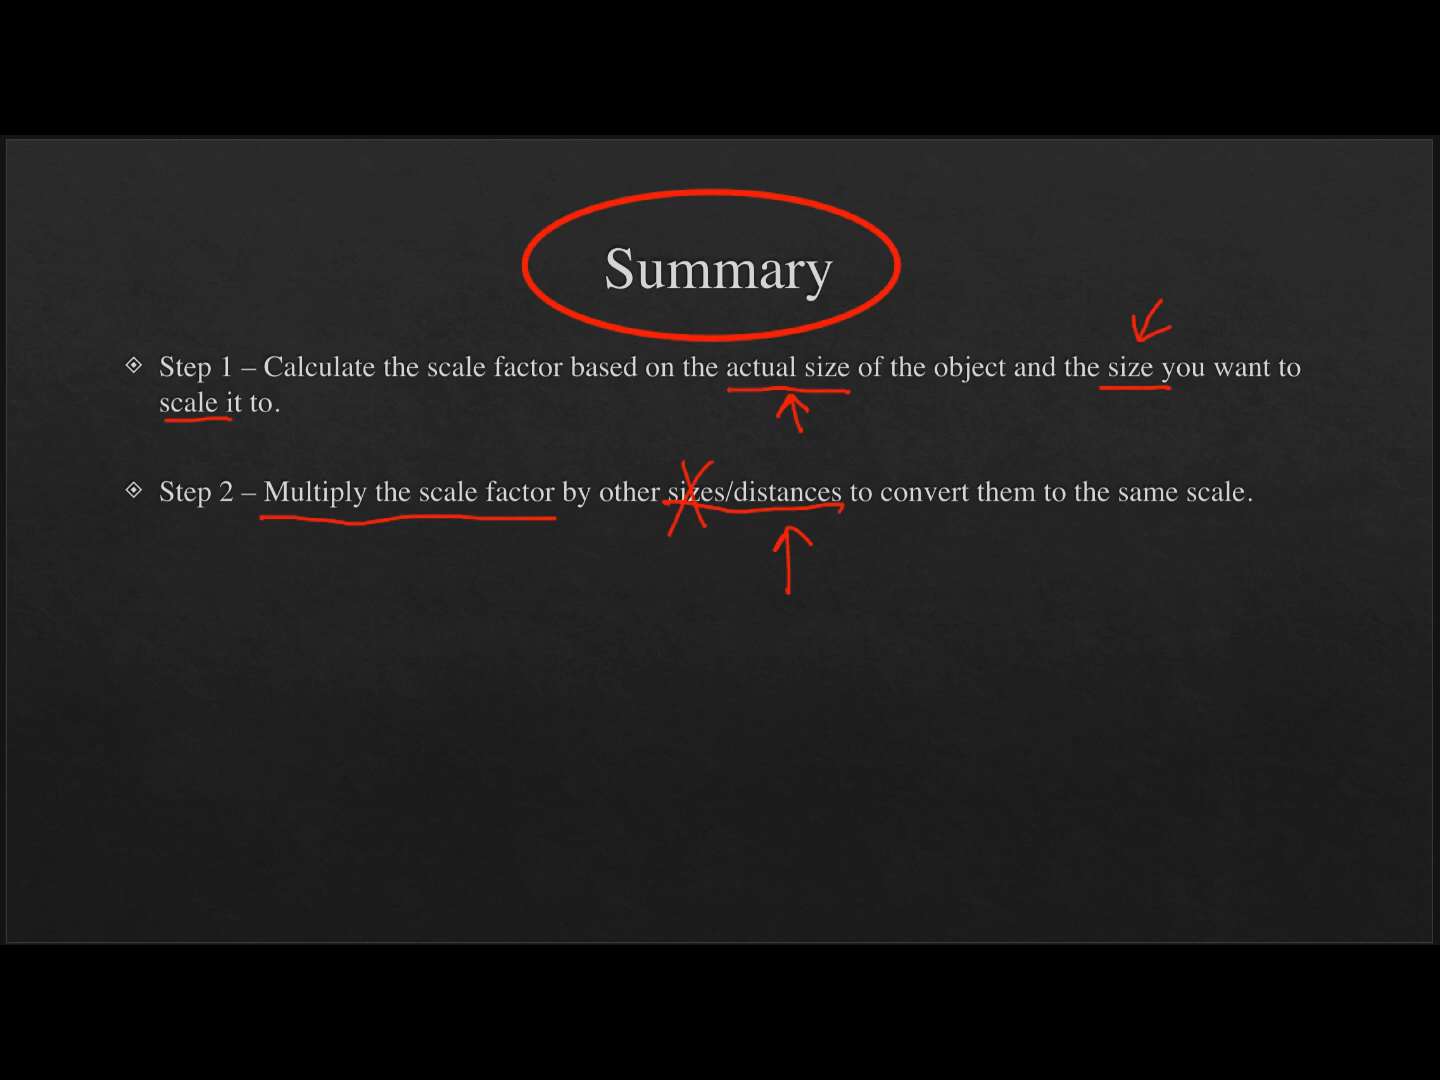 Summary
Step 1 – Calculate the scale factor based on the actual size of the object and the size you want to
scale it to.
Step 2 – Multiply the scale factor by other sizes/distances to convert them to the same scale.